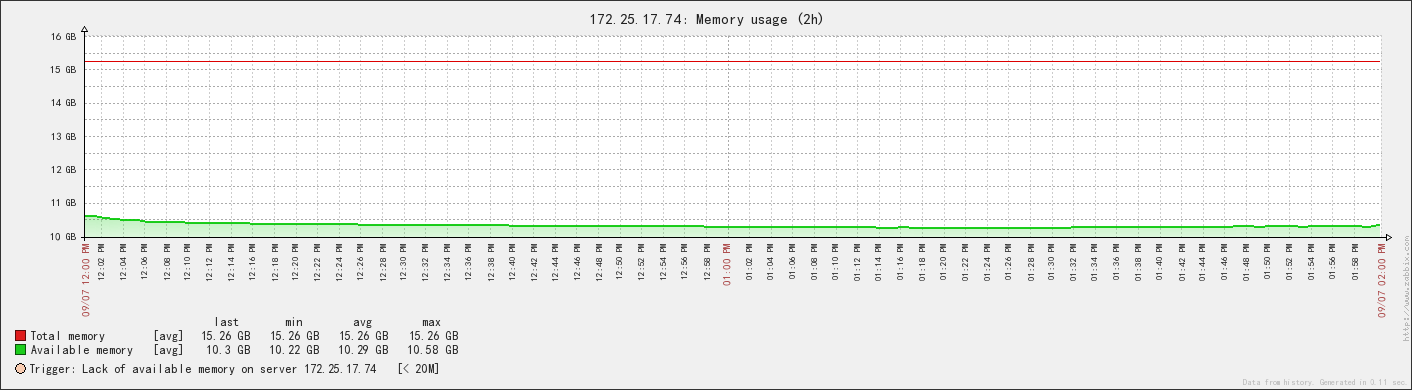 172.25.17.74: Memory usage (2h)
16 GB
15 GB
14 GB
13 GB
12 GB
11 GB
10 GB
09/07 12:00 PM
12:02 PM
12:04 PM
12:06 PM
12:08 PM
12:10 PM
12:12 PM
12:14 PM
12:16 PM
12:18 PM
12:20 PM
12:22 PM
12:24 PM
12:26 PM
12:28 PM
12:30 PM
12:32 PM
12:34 PM
12:36 PM
12:38 PM
12:40 PM
12:42 PM
12:44 PM
12:46 PM
12:48 PM
12:50 PM
12:52 PM
12:54 PM
12:56 PM
12:58 PM
01:00 PM
01:02 PM
01:04 PM
01:06 PM
01:08 PM
01:10 PM
01:12 PM
01:14 PM
01:16 PM
01:18 PM
01:20 PM
01:22 PM
01:24 PM
01:26 PM
01:28 PM
01:30 PM
01:32 PM
01:34 PM
01:36 PM
01:38 PM
01:40 PM
01:42 PM
01:44 PM
01:46 PM
01:48 PM
01:50 PM
01:52 PM
01:54 PM
01:56 PM
01:58 PM
09/07 02:00 PM
http://www.zabbix.com
last min avg max
Total memory [avg] 15.26 GB 15.26 GB 15.26 GB 15.26 GB
Available memory [avg] 10.3 GB 10.22 GB 10.29 GB 10.58 GB
Trigger: Lack of available memory on server 172.25.17.74 [< 20M]
Data from history. Generated in 0.11 sec.